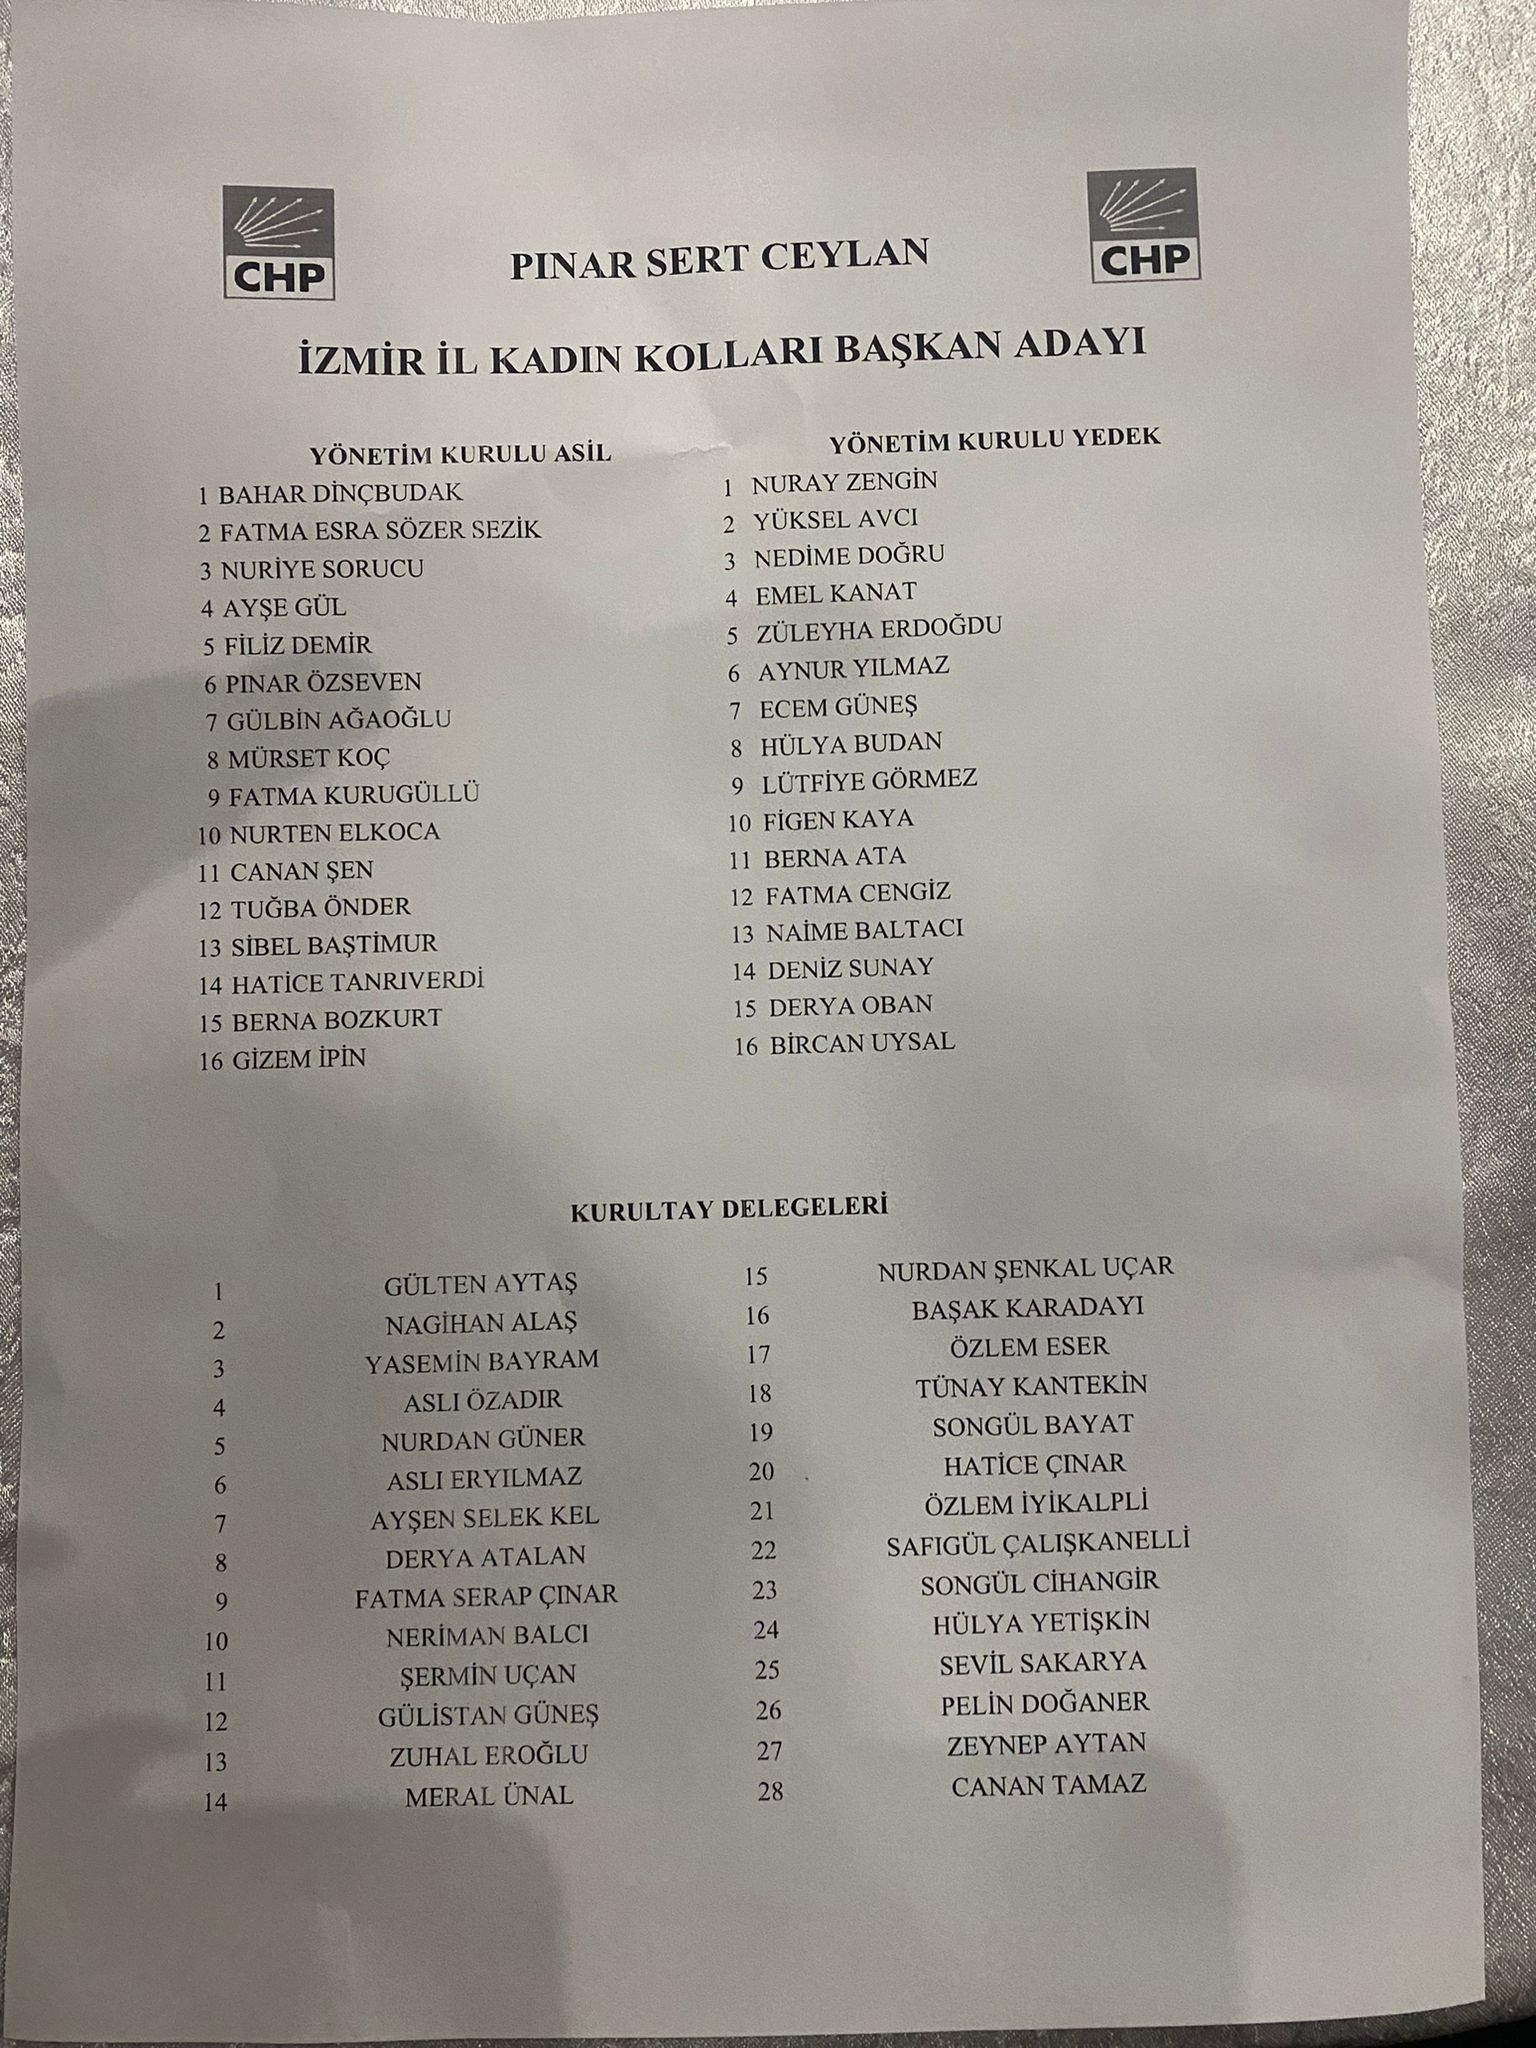 CHP
CHP
PINAR SERT CEYLAN
İZMİR İL KADIN KOLLARI BAŞKAN ADAYI
YÖNETİM KURULU ASİL
1 BAHAR DİNÇBUDAK
2 FATMA ESRA SÖZER SEZİK
3 NURİYE SORUCU
4 AYŞE GÜL
5 FİLİZ DEMİR
6 PINAR ÖZSEVEN
7 GÜLBİN AĞAOĞLU
8 MÜRSET KOÇ
9 FATMA KURUGÜLLÜ
10 NURTEN ELKOCA
11 CANAN ŞEN
12 TUĞBA ÖNDER
13 SİBEL BAŞTİMUR
14 HATİCE TANRIVERDİ
15 BERNA BOZKURT
16 GİZEM İPİN
YÖNETİM KURULU YEDEK
1 NURAY ZENGİN
2 YÜKSEL AVCI
3 NEDİME DOĞRU
4 EMEL KANAT
5 ZÜLEYHA ERDOĞDU
6 AYNUR YILMAZ
7 ECEM GÜNEŞ
8 HÜLYA BUDAN
9 LÜTFİYE GÖRMEZ
10 FİGEN KAYA
11 BERNA ATA
12 FATMA CENGİZ
13 NAİME BALTACI
14 DENİZ SUNAY
15 DERYA OBAN
16 BİRCAN UYSAL
KURULTAY DELEGELERİ
1 GÜLTEN AYTAŞ
2 NAGİHAN ALAŞ
3 YASEMİN BAYRAM
4 ASLI ÖZADIR
5 NURDAN GÜNER
6 ASLI ERYILMAZ
7 AYŞEN SELEK KEL
8 DERYA ATALAN
9 FATMA SERAP ÇINAR
10 NERİMAN BALCI
11 ŞERMİN UÇAN
12 GÜLİSTAN GÜNEŞ
13 ZUHAL EROĞLU
14 MERAL ÜNAL
15 NURDAN ŞENKAL UÇAR
16 BAŞAK KARADAYI
17 ÖZLEM ESER
18 TÜNAY KANTEKİN
19 SONGÜL BAYAT
20 HATİCE ÇINAR
21 ÖZLEM İYİKALPLİ
22 SAFIGÜL ÇALIŞKANELLİ
23 SONGÜL CİHANGİR
24 HÜLYA YETİŞKİN
25 SEVİL SAKARYA
26 PELİN DOĞANER
27 ZEYNEP AYTAN
28 CANAN TAMAZ